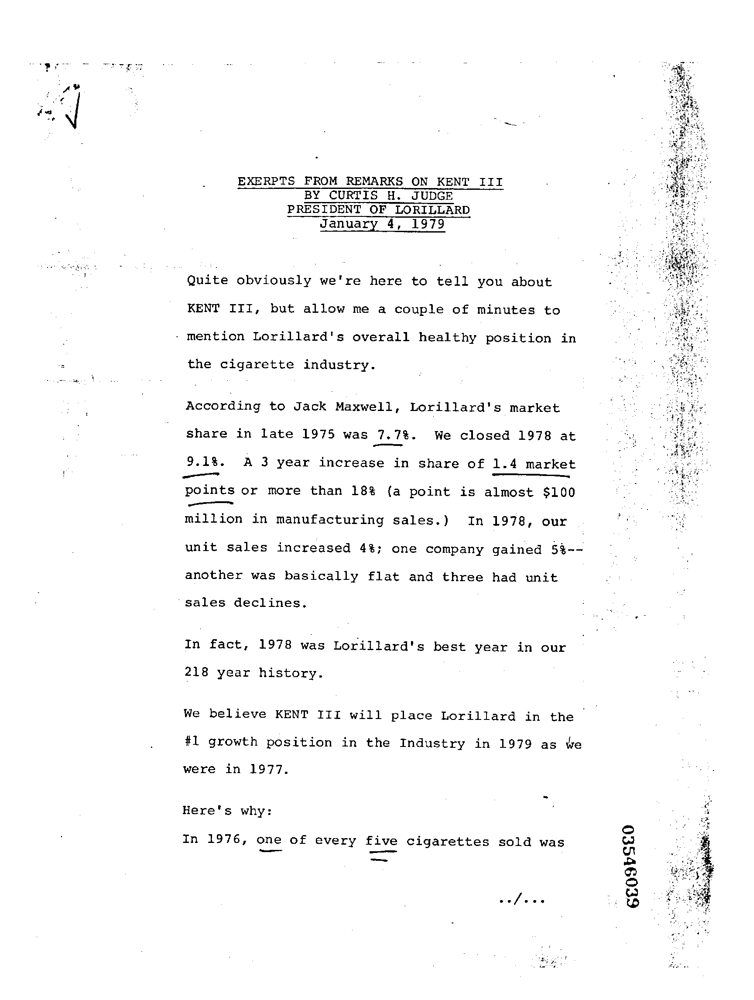 EXERPTS FROM REMARKS ON KENT III
BY CURTIS H. JUDGE
PRESIDENT OF LORILLARD
January 4, 1979
Quite obviously we're here to tell you about
KENT III, but allow me a couple of minutes to
mention Lorillard's overall healthy position in
the cigarette industry.
According to Jack Maxwell, Lorillard's market
share in late 1975 was 7.7%. We closed 1978 at
9.1%. A 3 year increase in share of 1.4 market
points or more than 18% (a point is almost $100
million in manufacturing sales.) In 1978, our
unit sales increased 4%; one company gained 5%--
another was basically flat and three had unit
sales declines.
In fact, 1978 was Lorillard's best year in our
218 year history.
We believe KENT III will place Lorillard in the
#1 growth position in the Industry in 1979 as we
were in 1977.
Here's why:
In 1976, one of every five cigarettes sold was
../...
03546039